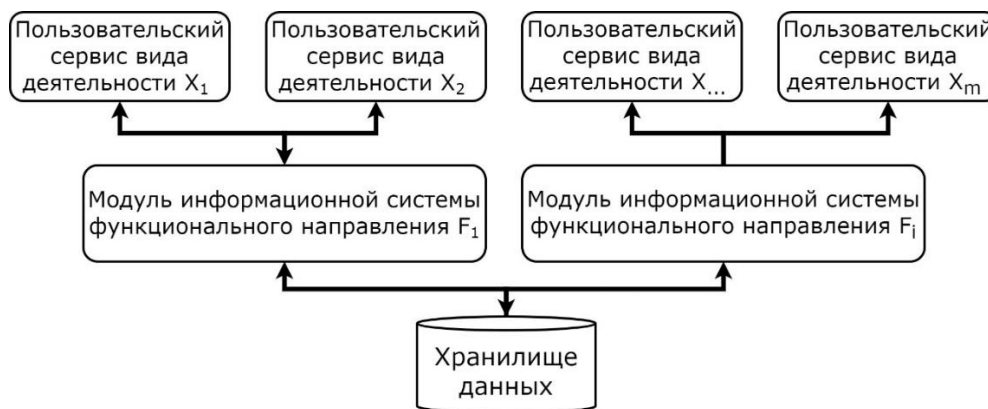 Пользовательский
сервис вида
деятельности X₁
Пользовательский
сервис вида
деятельности X₂
Пользовательский
сервис вида
деятельности X...
Пользовательский
сервис вида
деятельности Xm
Модуль информационной системы
функционального направления F₁
Модуль информационной системы
функционального направления Fi
Хранилище
данных